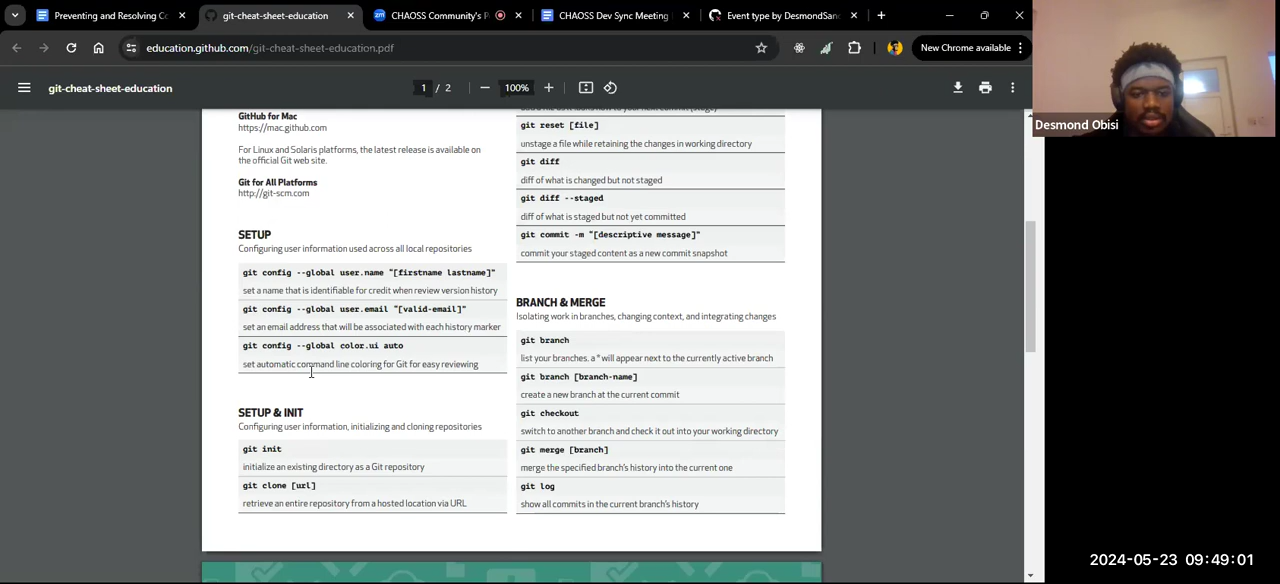 Preventing and Resolving Co
git-cheat-sheet-education
CHAOSS Community's P
CHAOSS Dev Sync Meeting
Event type by DesmondSan
education.github.com/git-cheat-sheet-education.pdf
New Chrome available
git-cheat-sheet-education
1 / 2
100%
Desmond Obisi
GitHub for Mac
https://mac.github.com
For Linux and Solaris platforms, the latest release is available on
the official Git web site.
Git for All Platforms
http://git-scm.com
SETUP
Configuring user information used across all local repositories
git config --global user.name "[firstname lastname]"
set a name that is identifiable for credit when review version history
git config --global user.email "[valid-email]"
set an email address that will be associated with each history marker
git config --global color.ui auto
set automatic command line coloring for Git for easy reviewing
SETUP & INIT
Configuring user information, initializing and cloning repositories
git init
initialize an existing directory as a Git repository
git clone [url]
retrieve an entire repository from a hosted location via URL
git reset [file]
unstage a file while retaining the changes in working directory
git diff
diff of what is changed but not staged
git diff --staged
diff of what is staged but not yet committed
git commit -m "[descriptive message]"
commit your staged content as a new commit snapshot
BRANCH & MERGE
Isolating work in branches, changing context, and integrating changes
git branch
list your branches. a * will appear next to the currently active branch
git branch [branch-name]
create a new branch at the current commit
git checkout
switch to another branch and check it out into your working directory
git merge [branch]
merge the specified branch's history into the current one
git log
show all commits in the current branch's history
2024-05-23 09:49:01